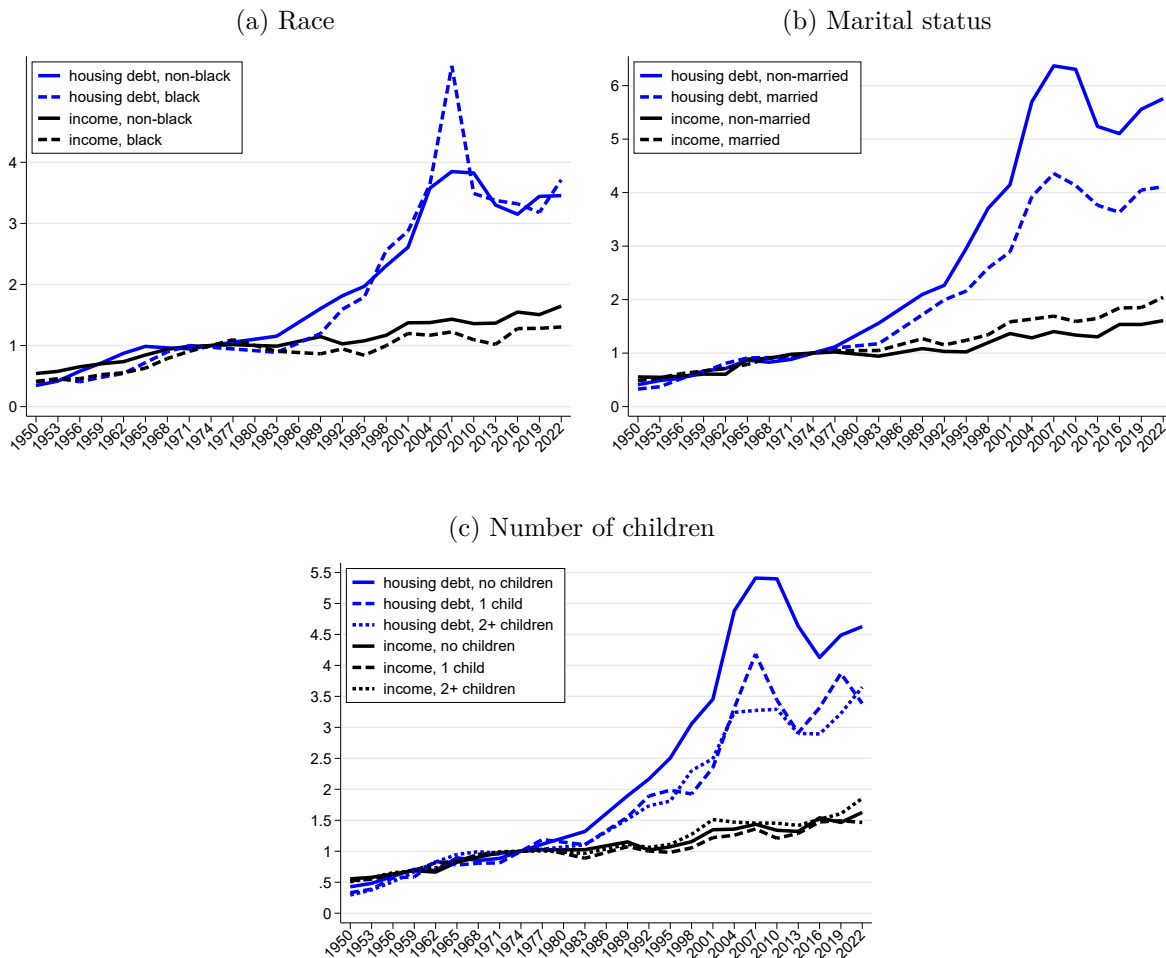 (a) Race
housing debt, non-black
housing debt, black
income, non-black
income, black
4
3
2
1
0
1950 1953 1956 1959 1962 1965 1968 1971 1974 1977 1980 1983 1986 1989 1992 1995 1998 2001 2004 2007 2010 2013 2016 2019 2022
(b) Marital status
housing debt, non-married
housing debt, married
income, non-married
income, married
6
5
4
3
2
1
0
1950 1953 1956 1959 1962 1965 1968 1971 1974 1977 1980 1983 1986 1989 1992 1995 1998 2001 2004 2007 2010 2013 2016 2019 2022
(c) Number of children
housing debt, no children
housing debt, 1 child
housing debt, 2+ children
income, no children
income, 1 child
income, 2+ children
5.5
5
4.5
4
3.5
3
2.5
2
1.5
1
.5
0
1950 1953 1956 1959 1962 1965 1968 1971 1974 1977 1980 1983 1986 1989 1992 1995 1998 2001 2004 2007 2010 2013 2016 2019 2022